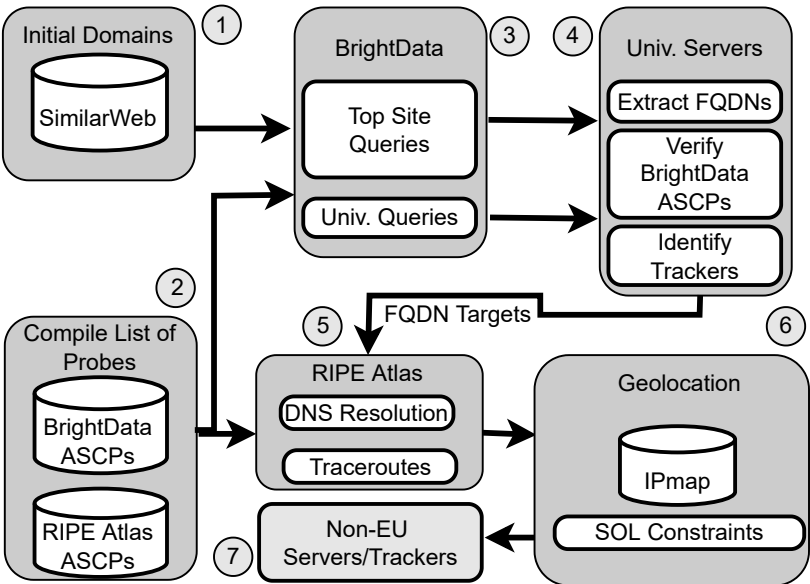 1
Initial Domains
SimilarWeb
2
Compile List of
Probes
BrightData
ASCPs
RIPE Atlas
ASCPs
3
BrightData
Top Site
Queries
Univ. Queries
4
Univ. Servers
Extract FQDNs
Verify
BrightData
ASCPs
Identify
Trackers
FQDN Targets
5
RIPE Atlas
DNS Resolution
Traceroutes
6
Geolocation
IPmap
SOL Constraints
7
Non-EU
Servers/Trackers